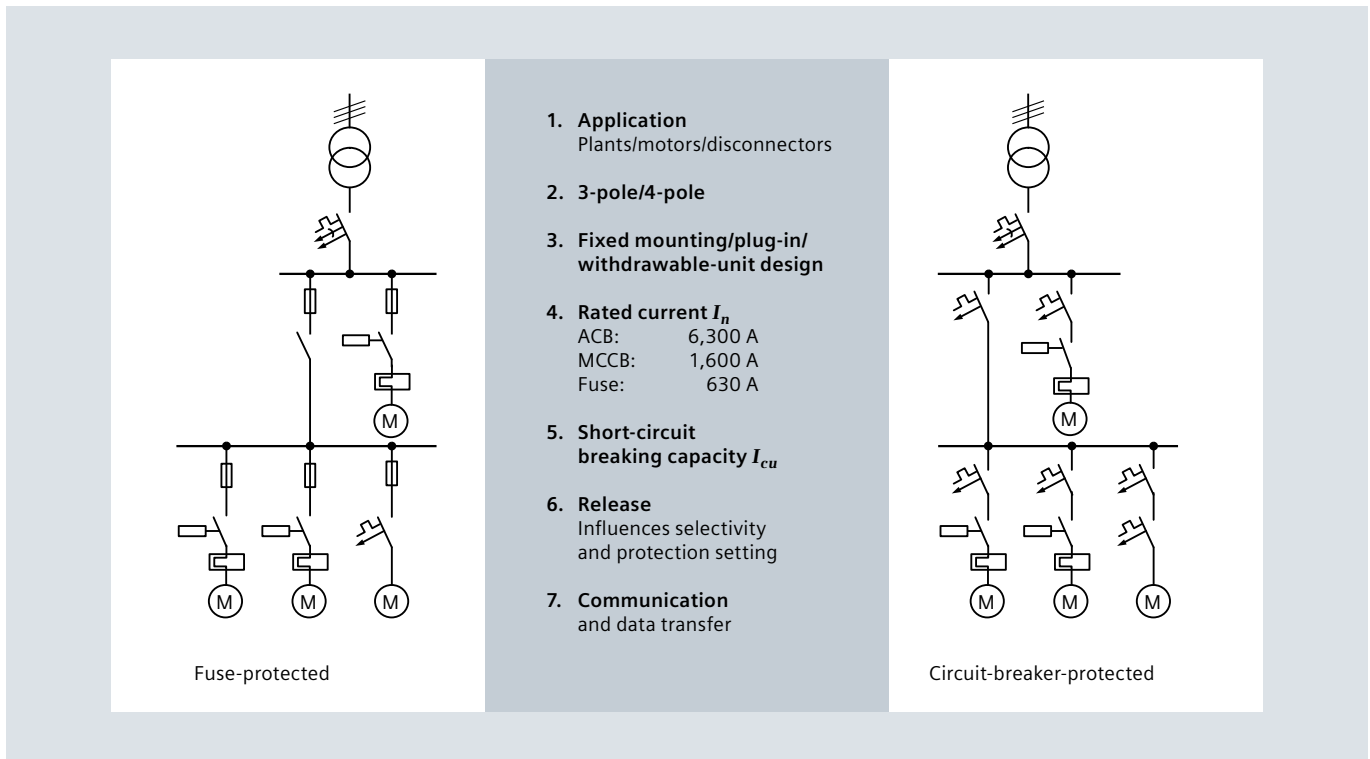 M
M
M
M
Fuse-protected
1. Application
Plants/motors/disconnectors
2. 3-pole/4-pole
3. Fixed mounting/plug-in/
withdrawable-unit design
4. Rated current In
ACB: 6,300 A
MCCB: 1,600 A
Fuse: 630 A
5. Short-circuit
breaking capacity Icu
6. Release
Influences selectivity
and protection setting
7. Communication
and data transfer
M
M
M
M
Circuit-breaker-protected